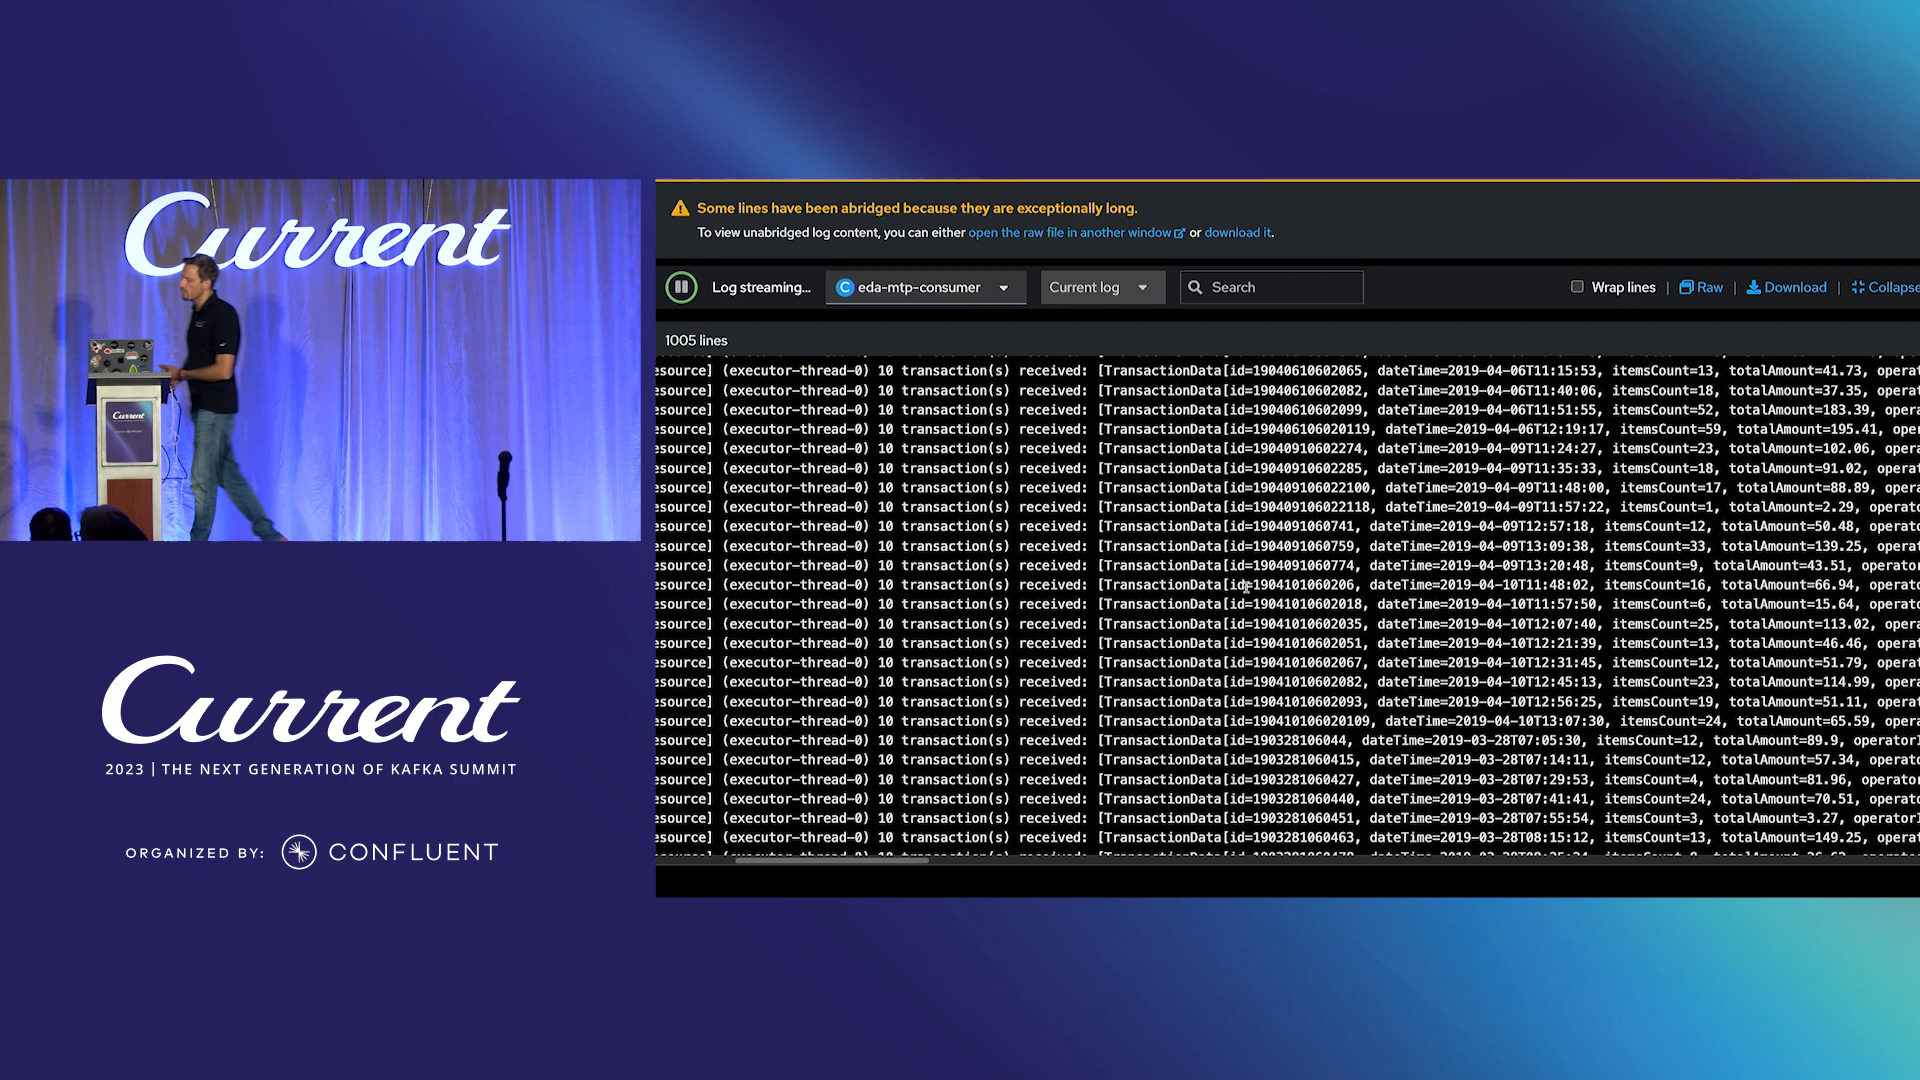 Current
Current
Current
2023 | THE NEXT GENERATION OF KAFKA SUMMIT
ORGANIZED BY: CONFLUENT
Some lines have been abridged because they are exceptionally long.
To view unabridged log content, you can either open the raw file in another window or download it.
Log streaming... C eda-mtp-consumer Current log Search Wrap lines | Raw | Download | Collapse
1005 lines
esource] (executor-thread-0) 10 transaction(s) received: [TransactionData[id=19040610602065, dateTime=2019-04-06T11:15:53, itemsCount=13, totalAmount=41.73, operat
esource] (executor-thread-0) 10 transaction(s) received: [TransactionData[id=19040610602082, dateTime=2019-04-06T11:40:06, itemsCount=18, totalAmount=37.35, operat
esource] (executor-thread-0) 10 transaction(s) received: [TransactionData[id=19040610602099, dateTime=2019-04-06T11:51:55, itemsCount=52, totalAmount=183.39, opera
esource] (executor-thread-0) 10 transaction(s) received: [TransactionData[id=190406106020119, dateTime=2019-04-06T12:19:17, itemsCount=59, totalAmount=195.41, oper
esource] (executor-thread-0) 10 transaction(s) received: [TransactionData[id=19040910602274, dateTime=2019-04-09T11:24:27, itemsCount=23, totalAmount=102.06, opera
esource] (executor-thread-0) 10 transaction(s) received: [TransactionData[id=19040910602285, dateTime=2019-04-09T11:35:33, itemsCount=18, totalAmount=91.02, operat
esource] (executor-thread-0) 10 transaction(s) received: [TransactionData[id=190409106022100, dateTime=2019-04-09T11:48:00, itemsCount=17, totalAmount=88.89, opera
esource] (executor-thread-0) 10 transaction(s) received: [TransactionData[id=190409106022118, dateTime=2019-04-09T11:57:22, itemsCount=1, totalAmount=2.29, operato
esource] (executor-thread-0) 10 transaction(s) received: [TransactionData[id=1904091060741, dateTime=2019-04-09T12:57:18, itemsCount=12, totalAmount=50.48, operato
esource] (executor-thread-0) 10 transaction(s) received: [TransactionData[id=1904091060759, dateTime=2019-04-09T13:09:38, itemsCount=33, totalAmount=139.25, operat
esource] (executor-thread-0) 10 transaction(s) received: [TransactionData[id=1904091060774, dateTime=2019-04-09T13:20:48, itemsCount=9, totalAmount=43.51, operator
esource] (executor-thread-0) 10 transaction(s) received: [TransactionData[id=1904101060206, dateTime=2019-04-10T11:48:02, itemsCount=16, totalAmount=66.94, operato
esource] (executor-thread-0) 10 transaction(s) received: [TransactionData[id=19041010602018, dateTime=2019-04-10T11:57:50, itemsCount=6, totalAmount=15.64, operato
esource] (executor-thread-0) 10 transaction(s) received: [TransactionData[id=19041010602035, dateTime=2019-04-10T12:07:40, itemsCount=25, totalAmount=113.02, opera
esource] (executor-thread-0) 10 transaction(s) received: [TransactionData[id=19041010602051, dateTime=2019-04-10T12:21:39, itemsCount=13, totalAmount=46.46, operat
esource] (executor-thread-0) 10 transaction(s) received: [TransactionData[id=19041010602067, dateTime=2019-04-10T12:31:45, itemsCount=12, totalAmount=51.79, operat
esource] (executor-thread-0) 10 transaction(s) received: [TransactionData[id=19041010602082, dateTime=2019-04-10T12:45:13, itemsCount=23, totalAmount=114.99, opera
esource] (executor-thread-0) 10 transaction(s) received: [TransactionData[id=19041010602093, dateTime=2019-04-10T12:56:25, itemsCount=19, totalAmount=51.11, operat
esource] (executor-thread-0) 10 transaction(s) received: [TransactionData[id=190410106020109, dateTime=2019-04-10T13:07:30, itemsCount=24, totalAmount=65.59, opera
esource] (executor-thread-0) 10 transaction(s) received: [TransactionData[id=190328106044, dateTime=2019-03-28T07:05:30, itemsCount=12, totalAmount=89.9, operatorI
esource] (executor-thread-0) 10 transaction(s) received: [TransactionData[id=1903281060415, dateTime=2019-03-28T07:14:11, itemsCount=12, totalAmount=57.34, operato
esource] (executor-thread-0) 10 transaction(s) received: [TransactionData[id=1903281060427, dateTime=2019-03-28T07:29:53, itemsCount=4, totalAmount=81.96, operator
esource] (executor-thread-0) 10 transaction(s) received: [TransactionData[id=1903281060440, dateTime=2019-03-28T07:41:41, itemsCount=24, totalAmount=70.51, operato
esource] (executor-thread-0) 10 transaction(s) received: [TransactionData[id=1903281060451, dateTime=2019-03-28T07:55:54, itemsCount=3, totalAmount=3.27, operatorI
esource] (executor-thread-0) 10 transaction(s) received: [TransactionData[id=1903281060463, dateTime=2019-03-28T08:15:12, itemsCount=13, totalAmount=149.25, operat